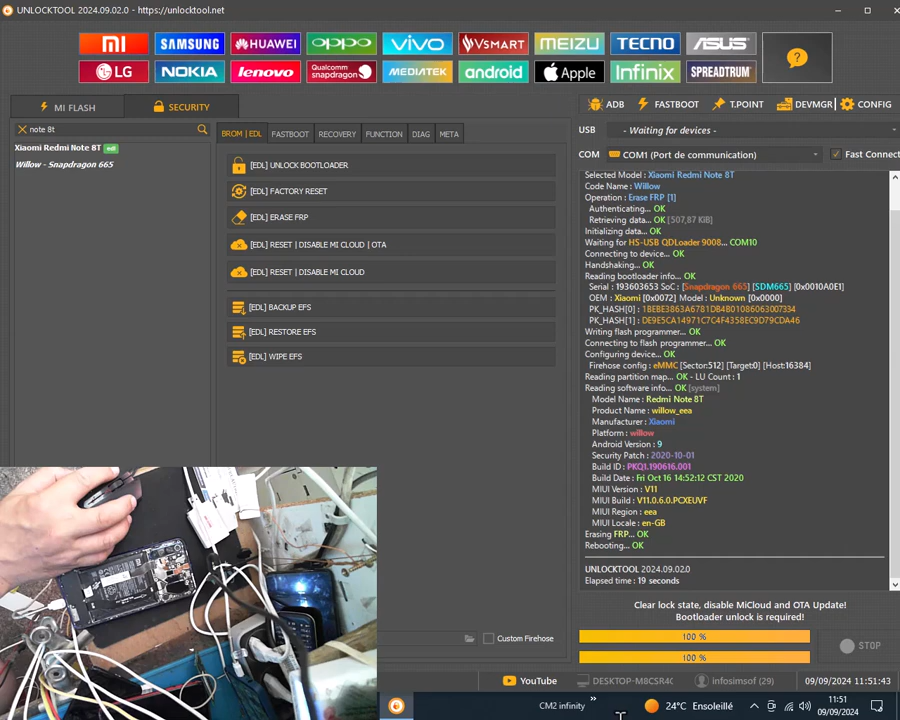 UNLOCKTOOL 2024.09.02.0 - https://unlocktool.net
MI SAMSUNG HUAWEI oppo vivo VSMART MEIZU TECNO ASUS
LG NOKIA lenovo Qualcomm snapdragon MEDIATEK android Apple Infinix SPREADTRUM
MI FLASH SECURITY
ADB FASTBOOT T.POINT DEVMGR CONFIG
note 8t
BROM | EDL FASTBOOT RECOVERY FUNCTION DIAG META
USB - Waiting for devices -
Xiaomi Redmi Note 8T edl
Willow - Snapdragon 665
COM COM1 (Port de communication) Fast Connect
[EDL] UNLOCK BOOTLOADER
[EDL] FACTORY RESET
[EDL] ERASE FRP
[EDL] RESET | DISABLE MI CLOUD | OTA
[EDL] RESET | DISABLE MI CLOUD
[EDL] BACKUP EFS
[EDL] RESTORE EFS
[EDL] WIPE EFS
Selected Model : Xiaomi Redmi Note 8T
Code Name : Willow
Operation : Erase FRP [1]
Authenticating... OK
Retrieving data... OK [507,87 KiB]
Initializing data... OK
Waiting for HS-USB QDLoader 9008... COM10
Connecting to device... OK
Handshaking... OK
Reading bootloader info... OK
Serial : 193603653 SoC : [Snapdragon 665] [SDM665] [0x0010A0E1]
OEM : Xiaomi [0x0072] Model : Unknown [0x0000]
PK_HASH[0] : 1BEBE3863A6781DB4B01086063007334
PK_HASH[1] : DE9E5CA14971C7C4F4358EC9D79CDA46
Writing flash programmer... OK
Connecting to flash programmer... OK
Configuring device... OK
Firehose config : eMMC [Sector:512] [Target:0] [Host:16384]
Reading partition map... OK - LU Count : 1
Reading software info... OK [system]
Model Name : Redmi Note 8T
Product Name : willow_eea
Manufacturer : Xiaomi
Platform : willow
Android Version : 9
Security Patch : 2020-10-01
Build ID : PKQ1.190616.001
Build Date : Fri Oct 16 14:52:12 CST 2020
MIUI Version : V11
MIUI Build : V11.0.6.0.PCXEUVF
MIUI Region : eea
MIUI Locale : en-GB
Erasing FRP... OK
Rebooting... OK
UNLOCKTOOL 2024.09.02.0
Elapsed time : 19 seconds
Clear lock state, disable MiCloud and OTA Update!
Bootloader unlock is required!
Custom Firehose
100 %
100 %
STOP
YouTube DESKTOP-M8CSR4 infosimsof (29) 09/09/2024 11:51:43
CM2 infinity » 24°C Ensoleillé 11:51
09/09/2024